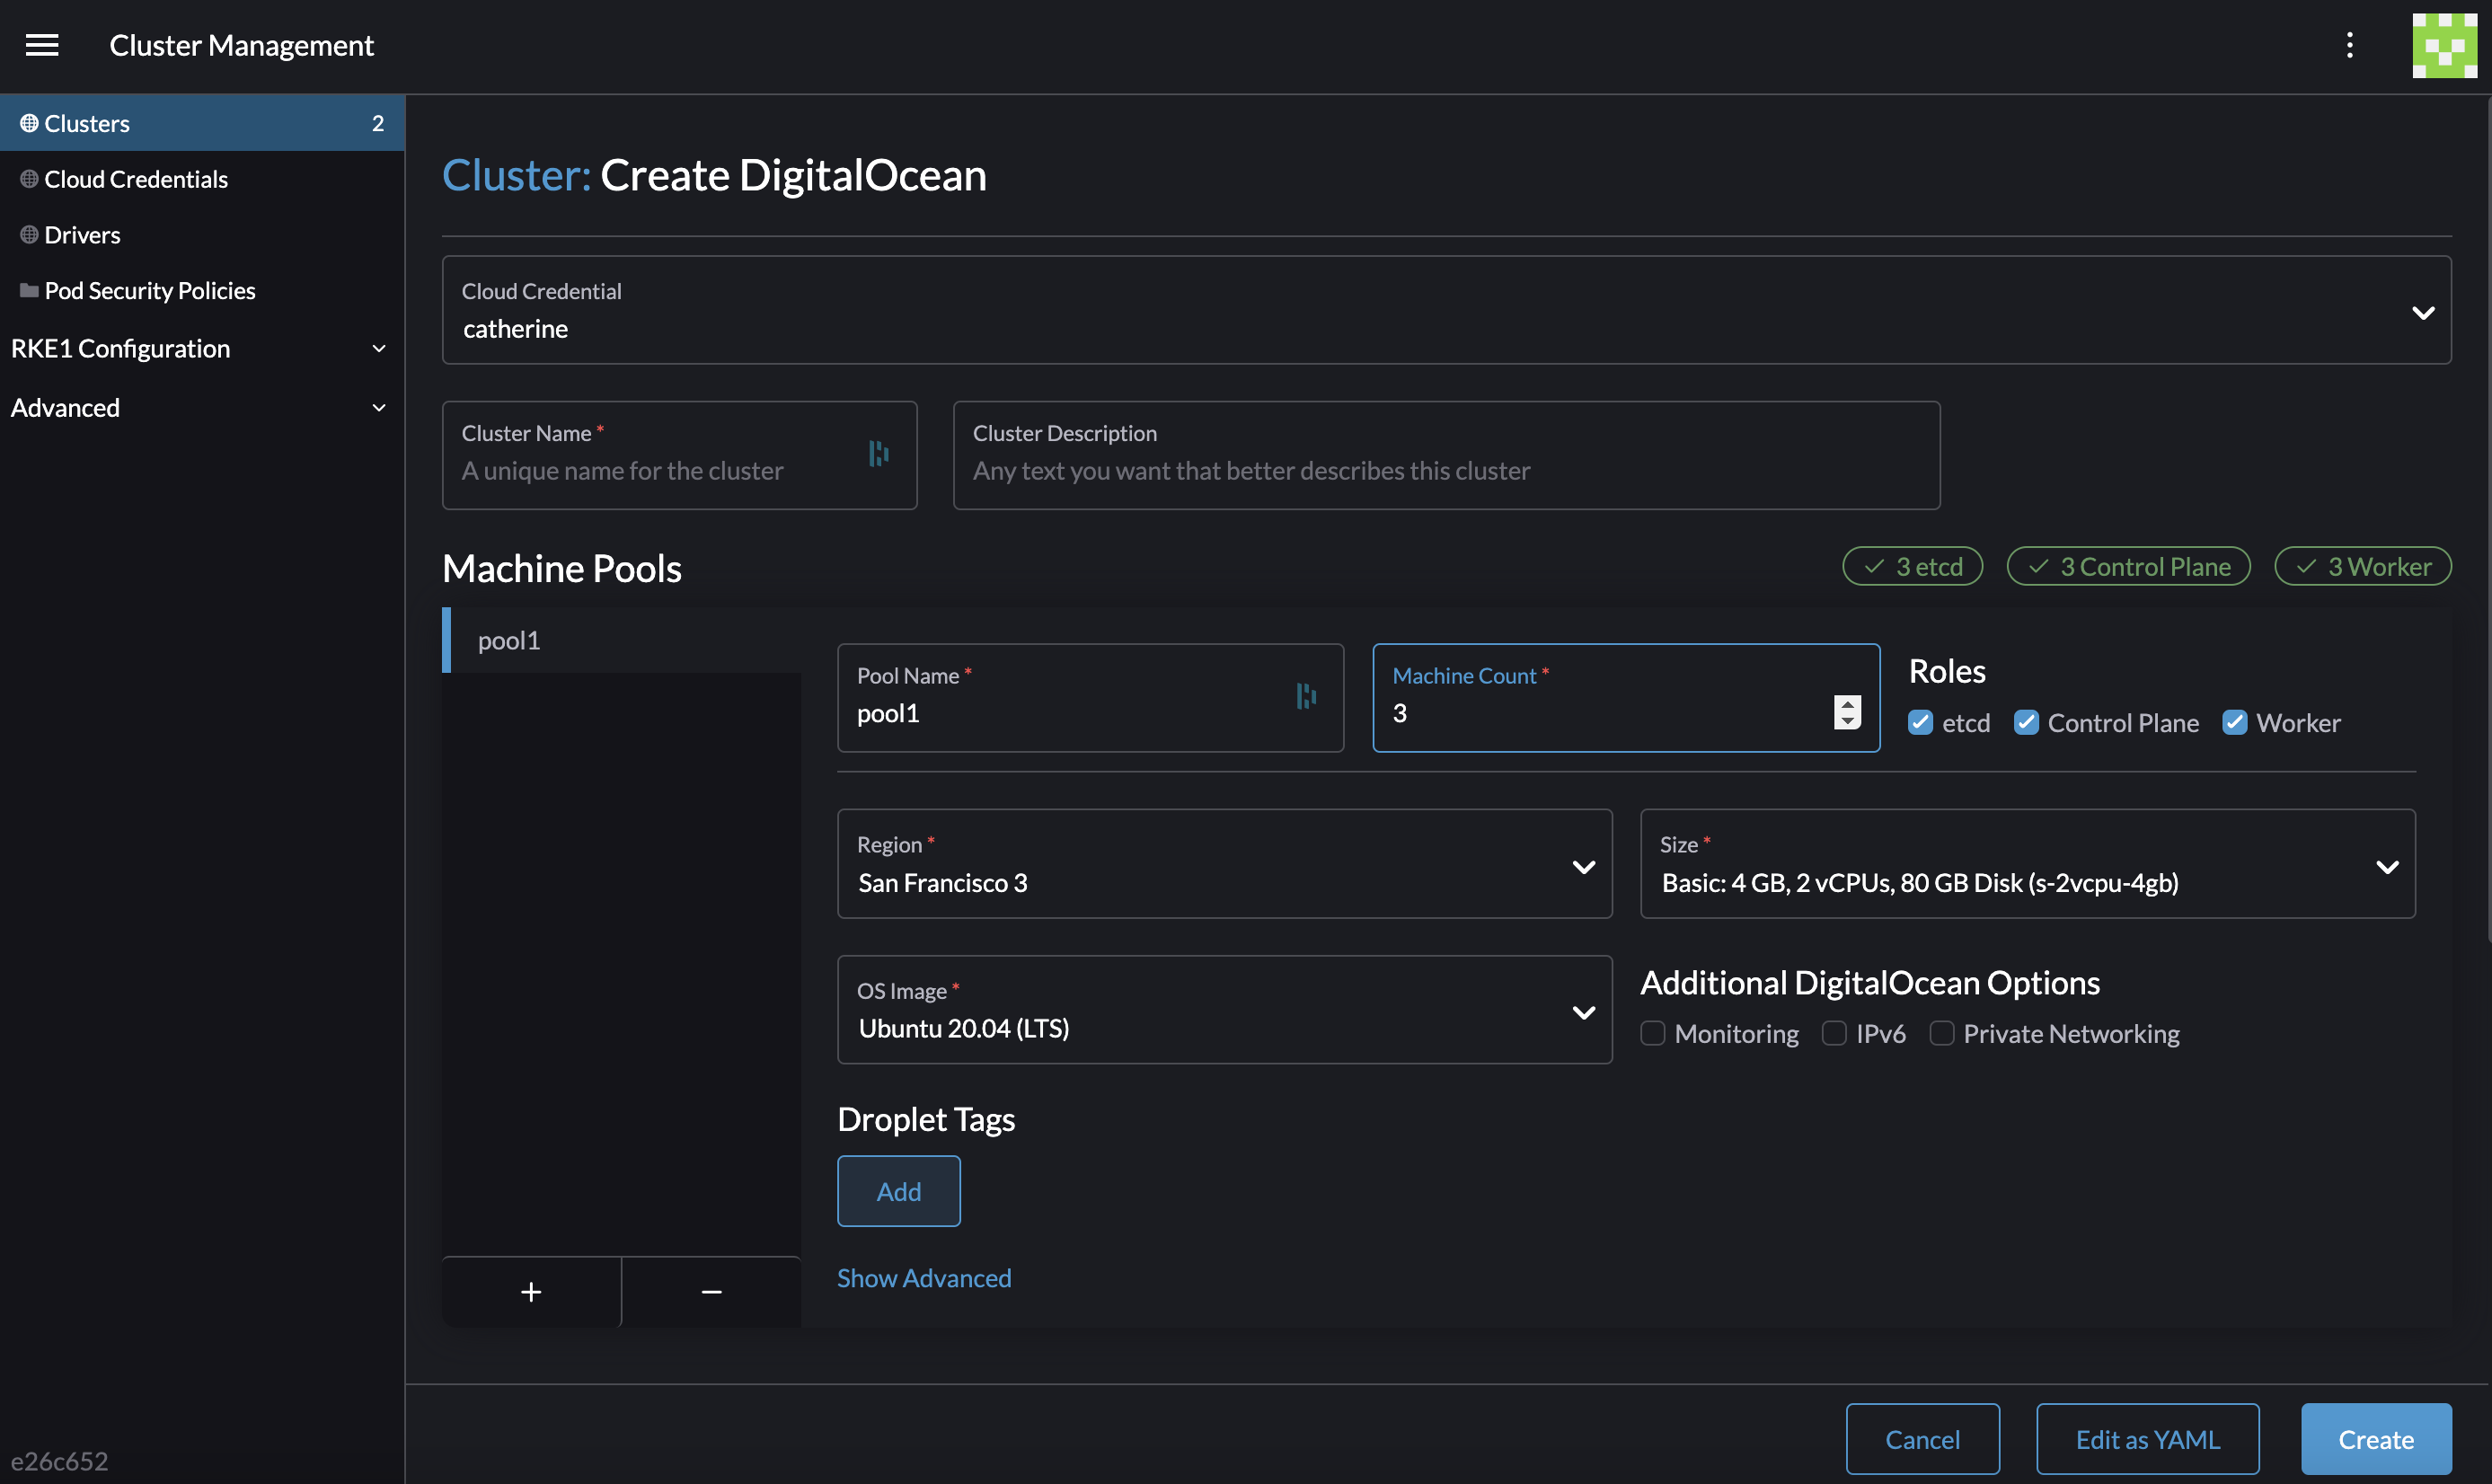 Cluster Management
Clusters 2
Cloud Credentials
Drivers
Pod Security Policies
RKE1 Configuration
Advanced
e26c652
Cluster: Create DigitalOcean
Cloud Credential
catherine
Cluster Name *
A unique name for the cluster
Cluster Description
Any text you want that better describes this cluster
Machine Pools
3 etcd
3 Control Plane
3 Worker
pool1
Pool Name *
pool1
Machine Count *
3
Roles
etcd
Control Plane
Worker
Region *
San Francisco 3
Size *
Basic: 4 GB, 2 vCPUs, 80 GB Disk (s-2vcpu-4gb)
OS Image *
Ubuntu 20.04 (LTS)
Additional DigitalOcean Options
Monitoring
IPv6
Private Networking
Droplet Tags
Add
Show Advanced
+
−
Cancel
Edit as YAML
Create